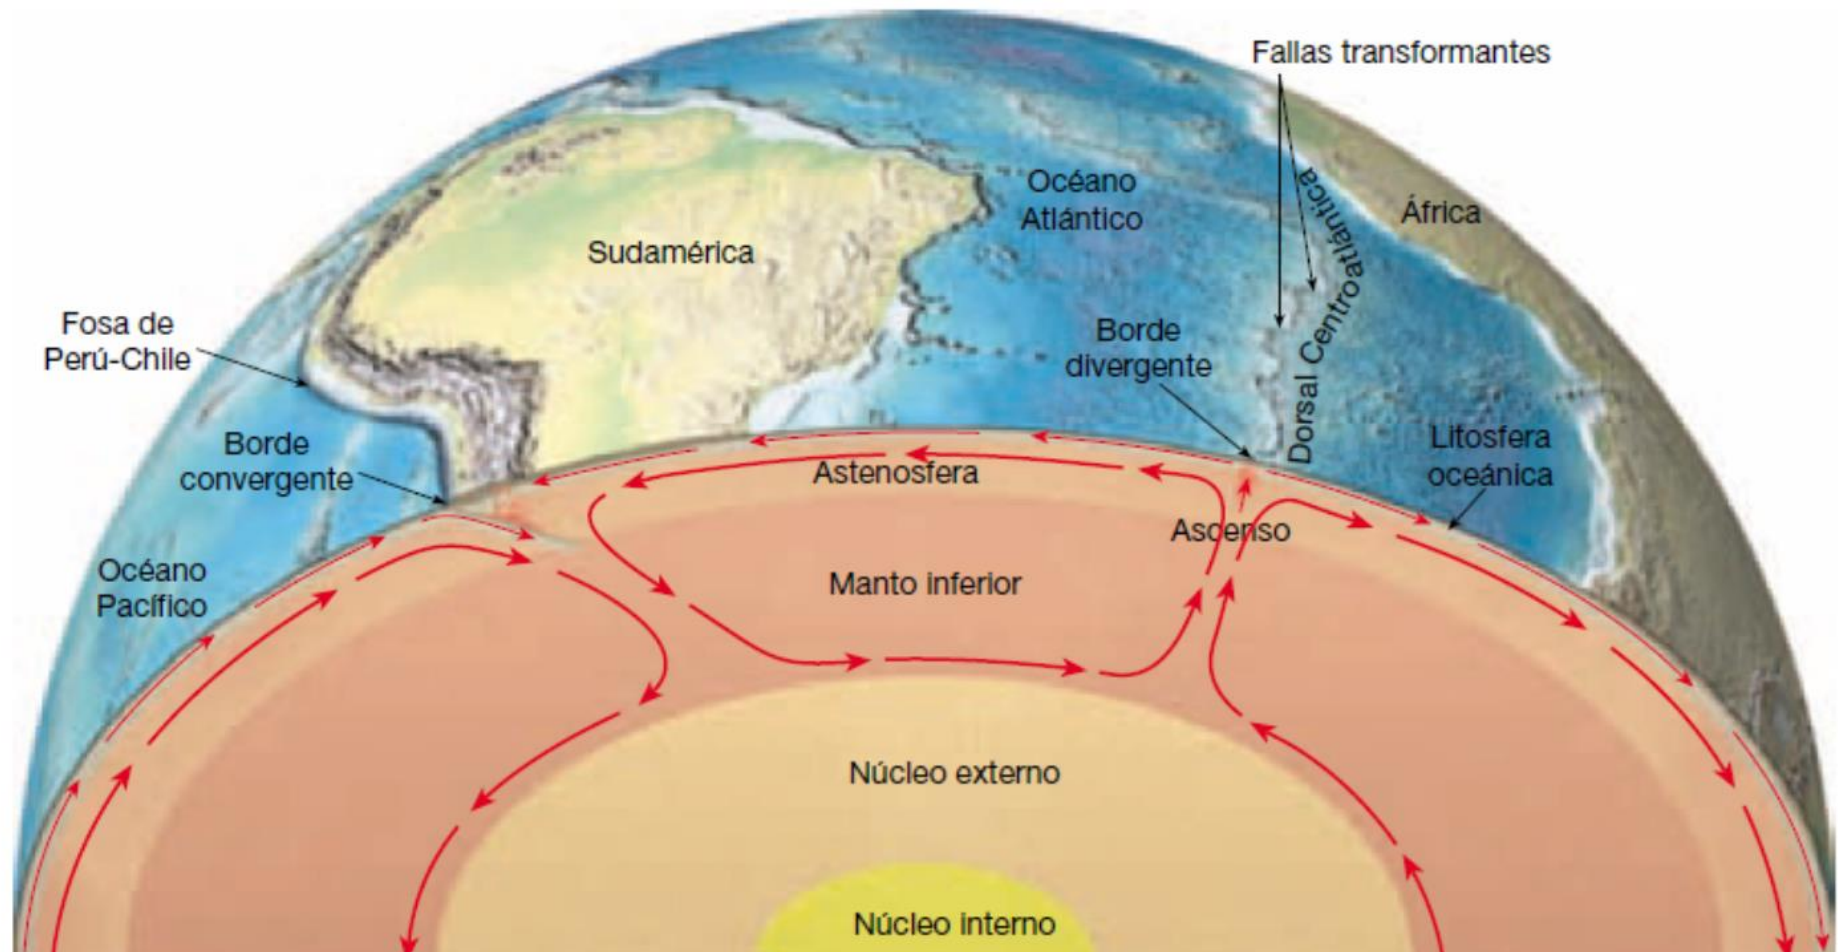 Fallas transformantes
Océano
Atlántico
África
Sudamérica
Dorsal Centroatlántica
Fosa de
Perú-Chile
Borde
divergente
Borde
convergente
Litosfera
oceánica
Astenosfera
Ascenso
Océano
Pacífico
Manto inferior
Núcleo externo
Núcleo interno